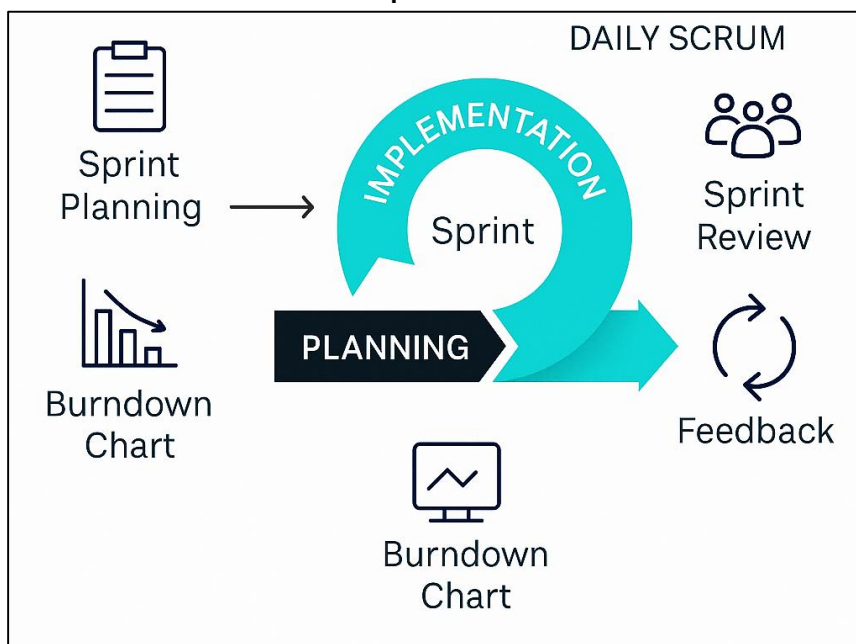 DAILY SCRUM
IMPLEMENTATION
Sprint
Planning
Sprint
Sprint
Review
PLANNING
Burndown
Chart
Feedback
Burndown
Chart